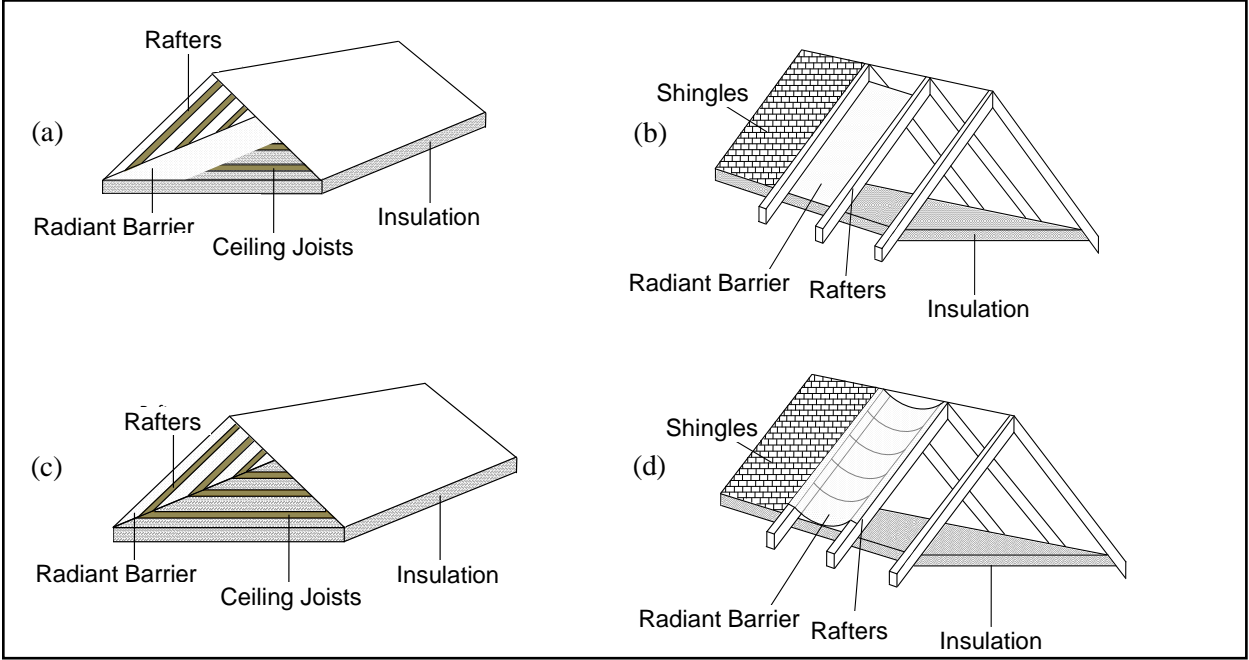 (a)
Rafters
Radiant Barrier
Ceiling Joists
Insulation
(b)
Shingles
Radiant Barrier
Rafters
Insulation
(c)
Rafters
Radiant Barrier
Ceiling Joists
Insulation
(d)
Shingles
Radiant Barrier
Rafters
Insulation